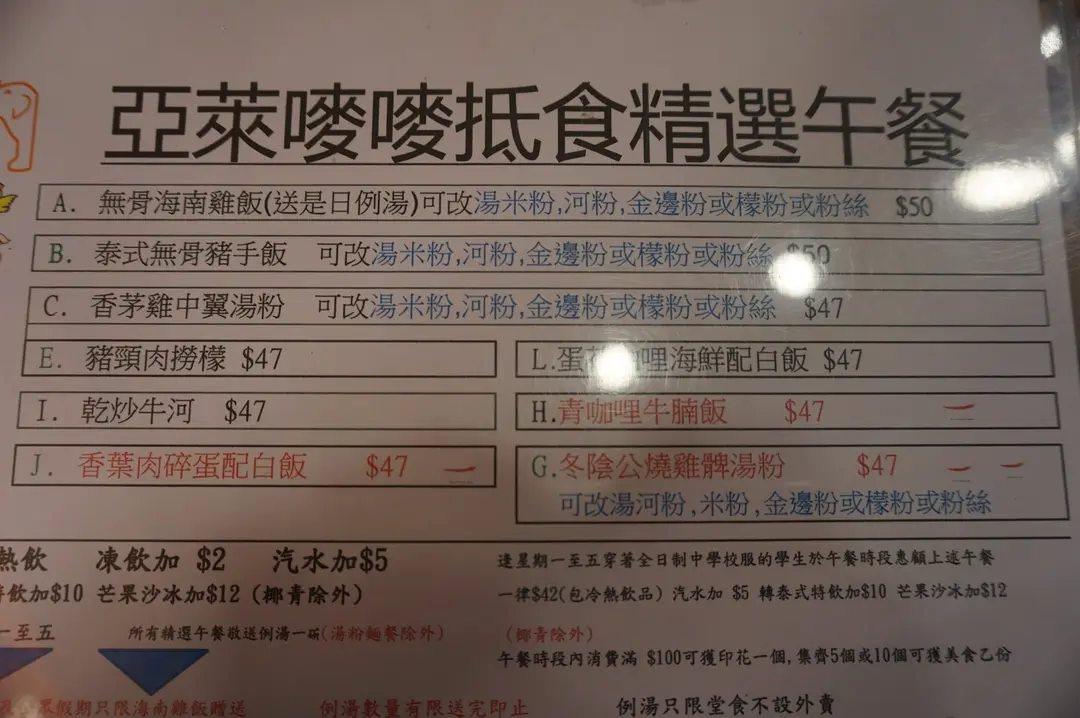 亞萊嘜嘜抵食精選午餐
A. 無骨海南雞飯(送是日例湯)可改湯米粉,河粉,金邊粉或檬粉或粉絲 $50
B. 泰式無骨豬手飯 可改湯米粉,河粉,金邊粉或檬粉或粉絲 $50
C. 香茅雞中翼湯粉 可改湯米粉,河粉,金邊粉或檬粉或粉絲 $47
E. 豬頸肉撈檬 $47
L.蛋 哩海鮮配白飯 $47
I. 乾炒牛河 $47
H.青咖哩牛腩飯 $47
J. 香葉肉碎蛋配白飯 $47
G.冬陰公燒雞髀湯粉 $47
可改湯河粉,米粉,金邊粉或檬粉或粉絲
熱飲 凍飲加 $2 汽水加$5
特飲加$10 芒果沙冰加$12 (椰青除外)
一至五 所有精選午餐敬送例湯一碗(湯粉麵餐除外)
果假期只限海南雞飯贈送 例湯數量有限送完即止
逢星期一至五穿著全日制中學校服的學生於午餐時段惠顧上述午餐
一律$42(包冷熱飲品) 汽水加 $5 轉泰式特飲加$10 芒果沙冰加$12
(椰青除外)
午餐時段內消費滿 $100可獲印花一個,集齊5個或10個可獲美食乙份
例湯只限堂食不設外賣